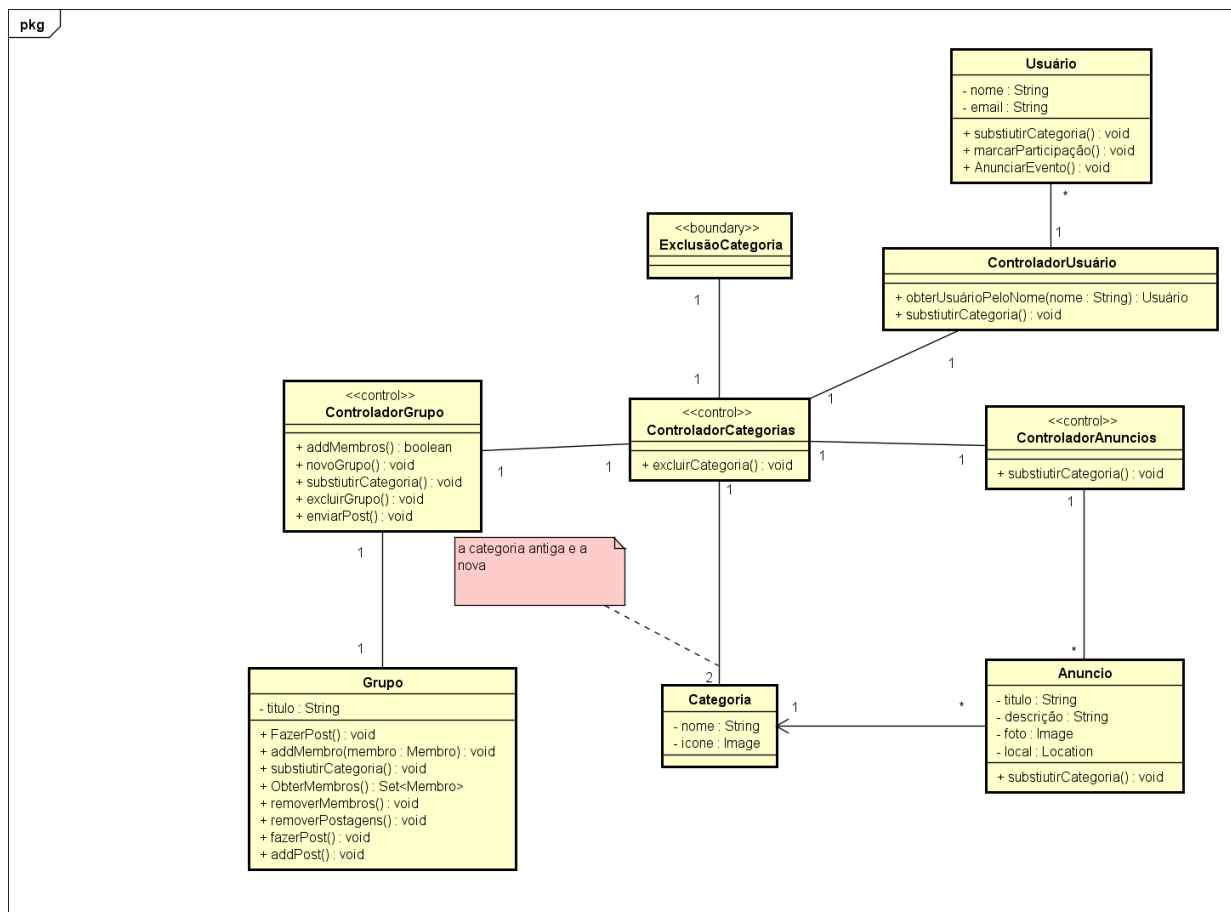 pkg
Usuário
- nome : String
- email : String
+ substiutirCategoria() : void
+ marcarParticipação() : void
+ AnunciarEvento() : void
*
1
<<boundary>>
ExclusãoCategoria
1
1
ControladorUsuário
+ obterUsuárioPeloNome(nome : String) : Usuário
+ substiutirCategoria() : void
1
1
<<control>>
ControladorGrupo
+ addMembros() : boolean
+ novoGrupo() : void
+ substiutirCategoria() : void
+ excluirGrupo() : void
+ enviarPost() : void
1
1
<<control>>
ControladorCategorias
+ excluirCategoria() : void
1
1
<<control>>
ControladorAnuncios
+ substiutirCategoria() : void
1
1
1
a categoria antiga e a
nova
1
1
Grupo
- titulo : String
+ FazerPost() : void
+ addMembro(membro : Membro) : void
+ substiutirCategoria() : void
+ ObterMembros() : Set<Membro>
+ removerMembros() : void
+ removerPostagens() : void
+ fazerPost() : void
+ addPost() : void
2
Categoria
- nome : String
- icone : Image
1
*
*
Anuncio
- titulo : String
- descrição : String
- foto : Image
- local : Location
+ substiutirCategoria() : void